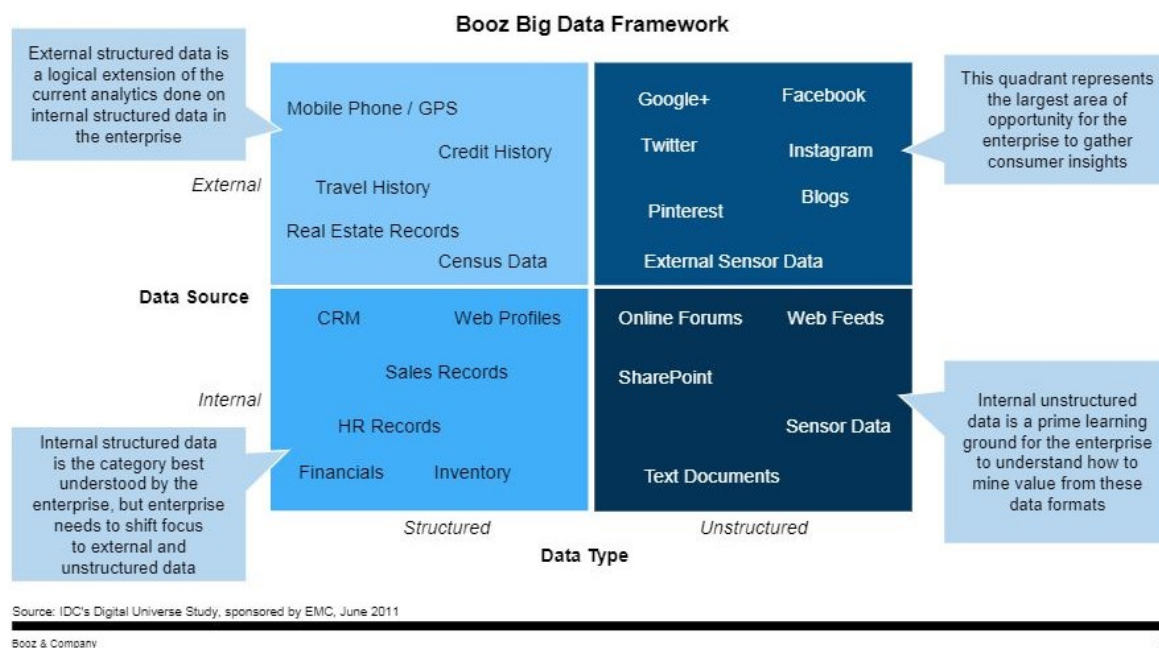 Booz Big Data Framework
External structured data is
a logical extension of the
current analytics done on
internal structured data in
the enterprise
This quadrant represents
the largest area of
opportunity for the
enterprise to gather
consumer insights
External
Mobile Phone / GPS
Credit History
Travel History
Real Estate Records
Census Data
Google+
Facebook
Twitter
Instagram
Blogs
Pinterest
External Sensor Data
Data Source
Internal
CRM
Web Profiles
Sales Records
HR Records
Financials
Inventory
Online Forums
Web Feeds
SharePoint
Sensor Data
Text Documents
Internal structured data
is the category best
understood by the
enterprise, but enterprise
needs to shift focus
to external and
unstructured data
Internal unstructured
data is a prime learning
ground for the enterprise
to understand how to
mine value from these
data formats
Structured
Unstructured
Data Type
Source: IDC's Digital Universe Study, sponsored by EMC, June 2011
Booz & Company